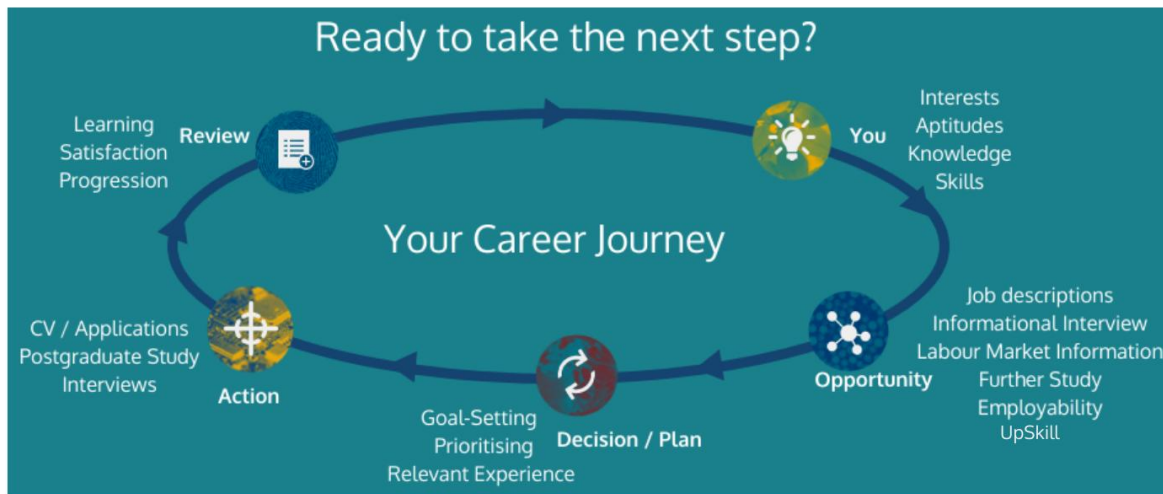 Ready to take the next step?
Learning
Satisfaction
Progression
Review
You
Interests
Aptitudes
Knowledge
Skills
Your Career Journey
CV / Applications
Postgraduate Study
Interviews
Action
Goal-Setting
Prioritising
Relevant Experience
Decision / Plan
Opportunity
Job descriptions
Informational Interview
Labour Market Information
Further Study
Employability
UpSkill